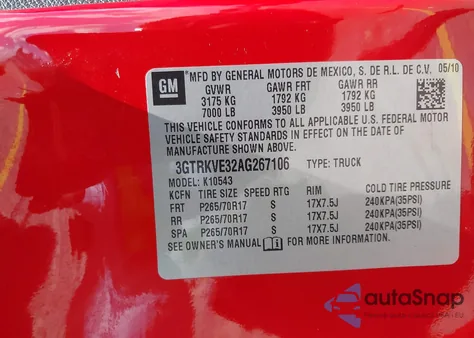 GM
MFD BY GENERAL MOTORS DE MEXICO, S. DE R.L. DE C.V. 05/10
GVWR GAWR FRT GAWR RR
3175 KG 1792 KG 1792 KG
7000 LB 3950 LB 3950 LB
THIS VEHICLE CONFORMS TO ALL APPLICABLE U.S. FEDERAL MOTOR
VEHICLE SAFETY STANDARDS IN EFFECT ON THE DATE OF
MANUFACTURE SHOWN ABOVE.
3GTRKVE32AG267106 TYPE: TRUCK
MODEL: K10543
KCFN TIRE SIZE SPEED RTG RIM COLD TIRE PRESSURE
FRT P265/70R17 S 17X7.5J 240KPA(35PSI)
RR P265/70R17 S 17X7.5J 240KPA(35PSI)
SPA P265/70R17 S 17X7.5J 240KPA(35PSI)
SEE OWNER'S MANUAL FOR MORE INFORMATION.
autoSnap